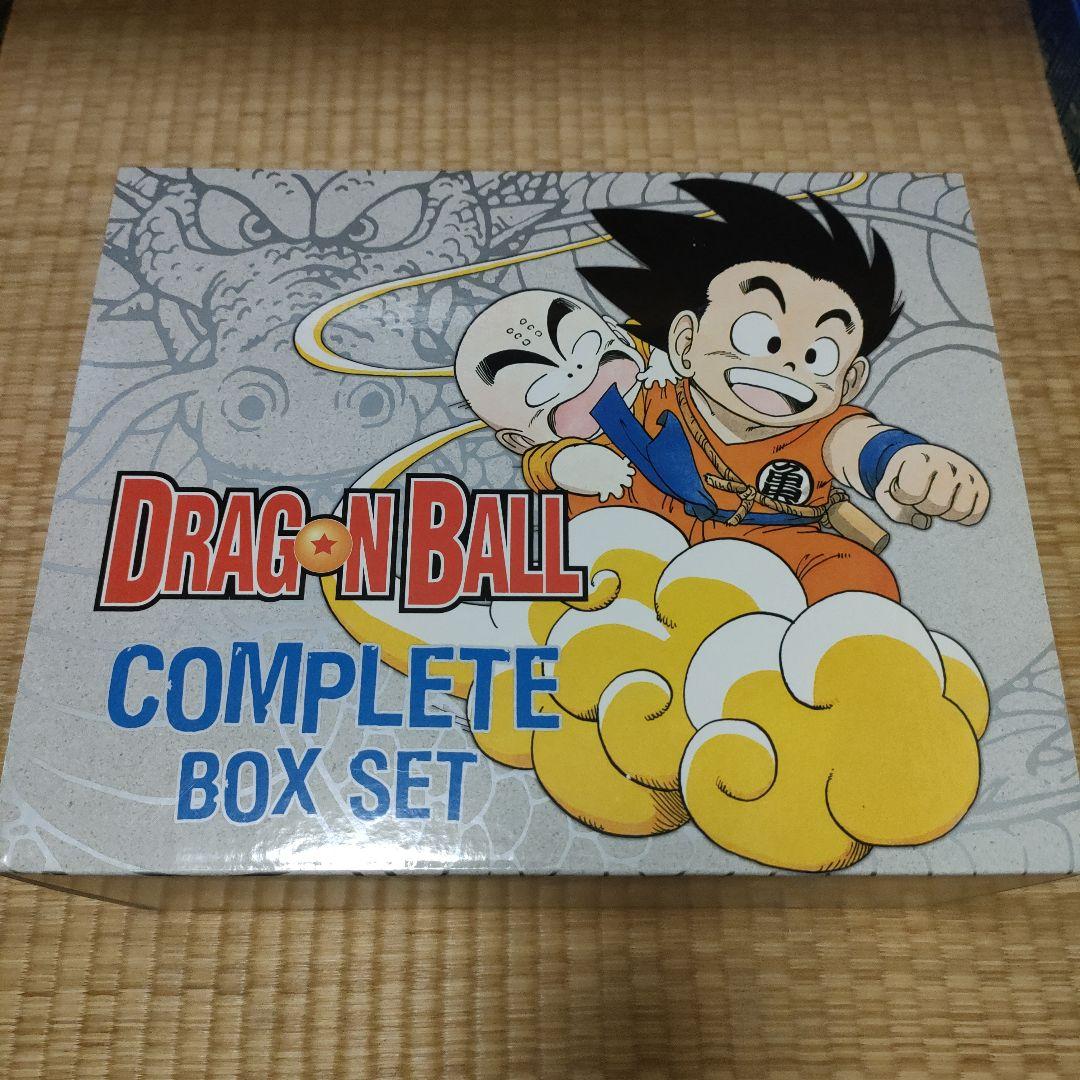 DRAGON BALL
COMPLETE
BOX SET
亀